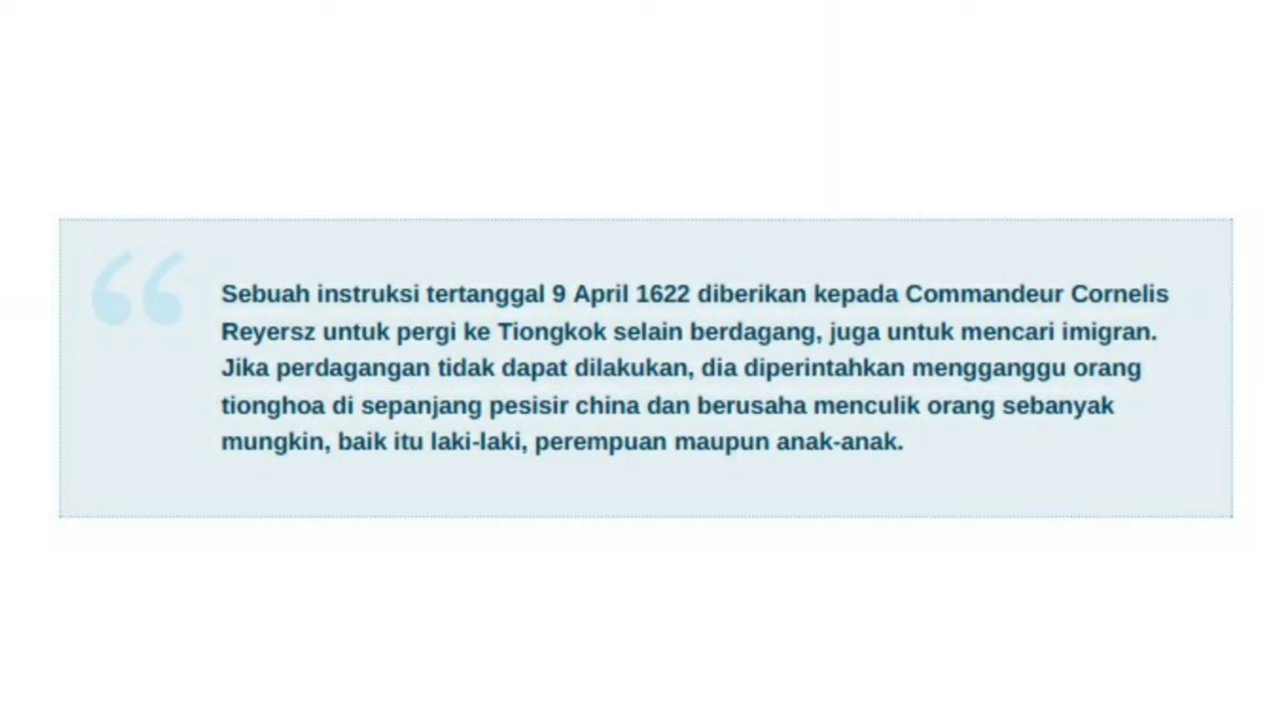 Sebuah instruksi tertanggal 9 April 1622 diberikan kepada Commandeur Cornelis
Reyersz untuk pergi ke Tiongkok selain berdagang, juga untuk mencari imigran.
Jika perdagangan tidak dapat dilakukan, dia diperintahkan mengganggu orang
tionghoa di sepanjang pesisir china dan berusaha menculik orang sebanyak
mungkin, baik itu laki-laki, perempuan maupun anak-anak.